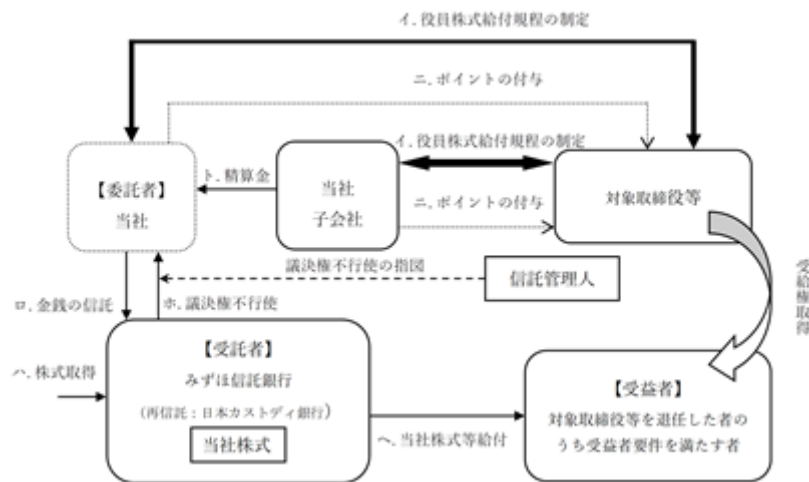 イ. 役員株式給付規程の制定
ニ. ポイントの付与
イ. 役員株式給付規程の制定
【委託者】
当社
ト. 精算金
当社
子会社
ニ. ポイントの付与
対象取締役等
議決権不行使の指図
信託管理人
受給権取得
ロ. 金銭の信託
ホ. 議決権不行使
ハ. 株式取得
【受託者】
みずほ信託銀行
(再信託：日本カストディ銀行)
当社株式
ヘ. 当社株式等給付
【受益者】
対象取締役等を退任した者の
うち受益者要件を満たす者